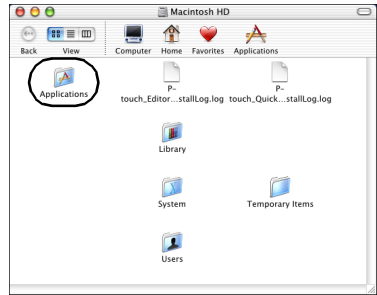 Macintosh HD
Back View Computer Home Favorites Applications
Applications
P-
touch_Editor...stallLog.log
P-
touch_Quick...stallLog.log
Library
System
Temporary Items
Users